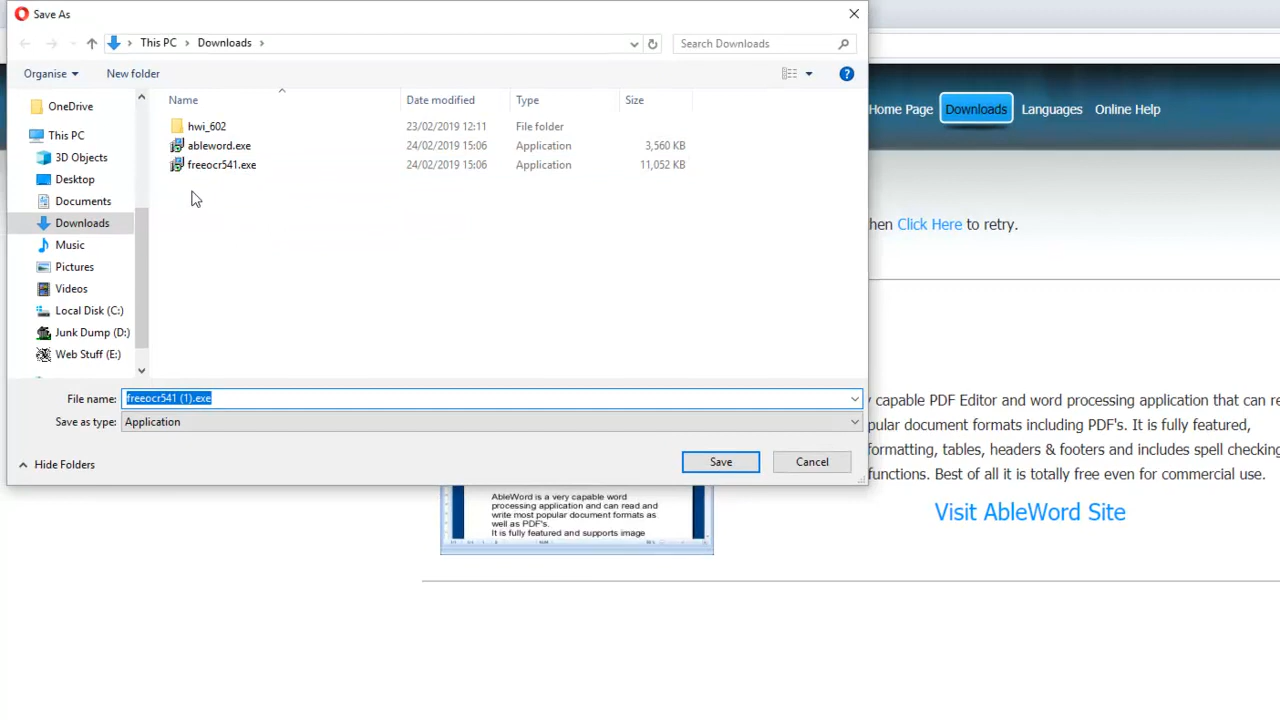 Save As
This PC > Downloads >
Search Downloads
Organise
New folder
Name
Date modified
Type
Size
OneDrive
This PC
3D Objects
Desktop
Documents
Downloads
Music
Pictures
Videos
Local Disk (C:)
Junk Dump (D:)
Web Stuff (E:)
hwi_602 23/02/2019 12:11 File folder
ableword.exe 24/02/2019 15:06 Application 3,560 KB
freeocr541.exe 24/02/2019 15:06 Application 11,052 KB
File name: freeocr541 (1).exe
Save as type: Application
Hide Folders
Save
Cancel
Home Page Downloads Languages Online Help
hen Click Here to retry.
y capable PDF Editor and word processing application that can re
pular document formats including PDF's. It is fully featured,
formatting, tables, headers & footers and includes spell checking
functions. Best of all it is totally free even for commercial use.
Visit AbleWord Site
AbleWord is a very capable word
processing application and can read and
write most popular document formats as
well as PDF's.
It is fully featured and supports image